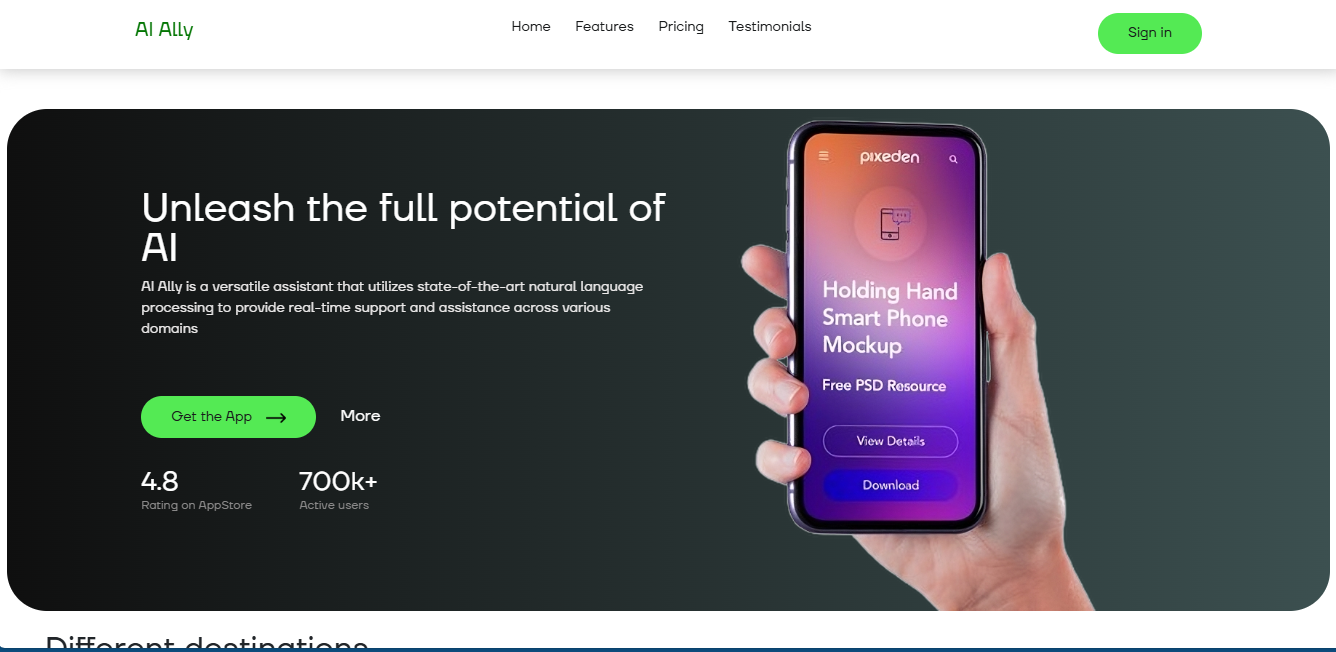 AI Ally
Home Features Pricing Testimonials
Sign in
Unleash the full potential of
AI
AI Ally is a versatile assistant that utilizes state-of-the-art natural language
processing to provide real-time support and assistance across various
domains
Get the App
More
4.8
700k+
Rating on AppStore
Active users
pixeden
Holding Hand
Smart Phone
Mockup
Free PSD Resource
View Details
Download
Different destinations